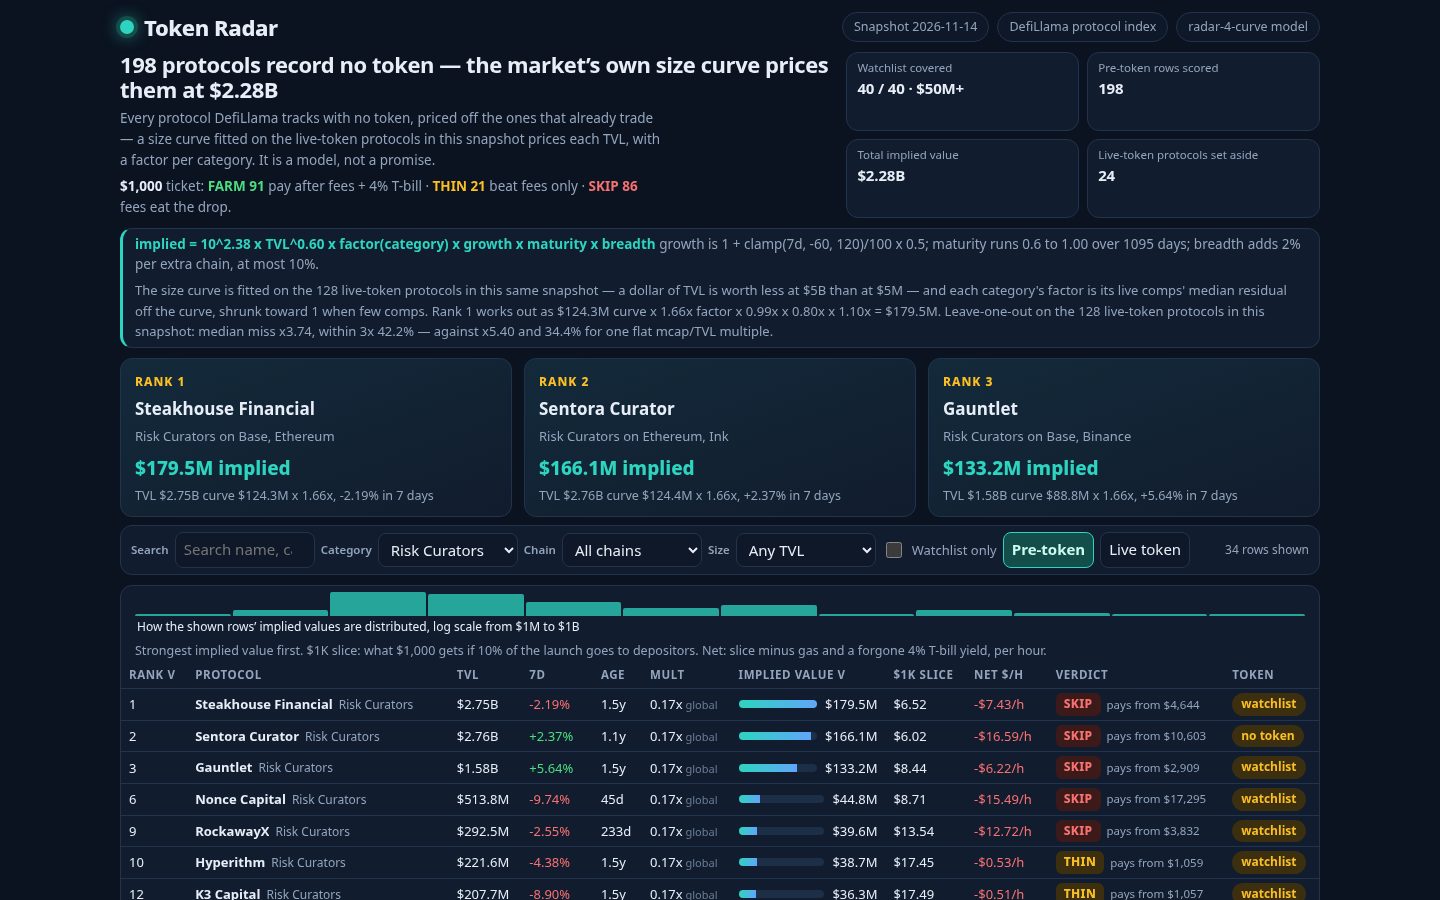 Token Radar
Snapshot 2026-11-14
DefiLlama protocol index
radar-4-curve model
198 protocols record no token — the market's own size curve prices
them at $2.28B
Every protocol DefiLlama tracks with no token, priced off the ones that already trade
— a size curve fitted on the live-token protocols in this snapshot prices each TVL, with
a factor per category. It is a model, not a promise.
$1,000 ticket: FARM 91 pay after fees + 4% T-bill · THIN 21 beat fees only · SKIP 86
fees eat the drop.
Watchlist covered
40 / 40 · $50M+
Pre-token rows scored
198
Total implied value
$2.28B
Live-token protocols set aside
24
implied = 10^2.38 x TVL^0.60 x factor(category) x growth x maturity x breadth growth is 1 + clamp(7d, -60, 120)/100 x 0.5; maturity runs 0.6 to 1.00 over 1095 days; breadth adds 2%
per extra chain, at most 10%.
The size curve is fitted on the 128 live-token protocols in this same snapshot — a dollar of TVL is worth less at $5B than at $5M — and each category's factor is its live comps' median residual
off the curve, shrunk toward 1 when few comps. Rank 1 works out as $124.3M curve x 1.66x factor x 0.99x x 0.80x x 1.10x = $179.5M. Leave-one-out on the 128 live-token protocols in this
snapshot: median miss x3.74, within 3x 42.2% — against x5.40 and 34.4% for one flat mcap/TVL multiple.
RANK 1
Steakhouse Financial
Risk Curators on Base, Ethereum
$179.5M implied
TVL $2.75B curve $124.3M x 1.66x, -2.19% in 7 days
RANK 2
Sentora Curator
Risk Curators on Ethereum, Ink
$166.1M implied
TVL $2.76B curve $124.4M x 1.66x, +2.37% in 7 days
RANK 3
Gauntlet
Risk Curators on Base, Binance
$133.2M implied
TVL $1.58B curve $88.8M x 1.66x, +5.64% in 7 days
Search Search name, c Category Risk Curators Chain All chains Size Any TVL Watchlist only Pre-token Live token 34 rows shown
How the shown rows' implied values are distributed, log scale from $1M to $1B
Strongest implied value first. $1K slice: what $1,000 gets if 10% of the launch goes to depositors. Net: slice minus gas and a forgone 4% T-bill yield, per hour.
RANK V PROTOCOL TVL 7D AGE MULT IMPLIED VALUE V $1K SLICE NET $/H VERDICT TOKEN
1 Steakhouse Financial Risk Curators $2.75B -2.19% 1.5y 0.17x global $179.5M $6.52 -$7.43/h SKIP pays from $4,644 watchlist
2 Sentora Curator Risk Curators $2.76B +2.37% 1.1y 0.17x global $166.1M $6.02 -$16.59/h SKIP pays from $10,603 no token
3 Gauntlet Risk Curators $1.58B +5.64% 1.5y 0.17x global $133.2M $8.44 -$6.22/h SKIP pays from $2,909 watchlist
6 Nonce Capital Risk Curators $513.8M -9.74% 45d 0.17x global $44.8M $8.71 -$15.49/h SKIP pays from $17,295 watchlist
9 RockawayX Risk Curators $292.5M -2.55% 233d 0.17x global $39.6M $13.54 -$12.72/h SKIP pays from $3,832 watchlist
10 Hyperithm Risk Curators $221.6M -4.38% 1.5y 0.17x global $38.7M $17.45 -$0.53/h THIN pays from $1,059 watchlist
12 K3 Capital Risk Curators $207.7M -8.90% 1.5y 0.17x global $36.3M $17.49 -$0.51/h THIN pays from $1,057 watchlist